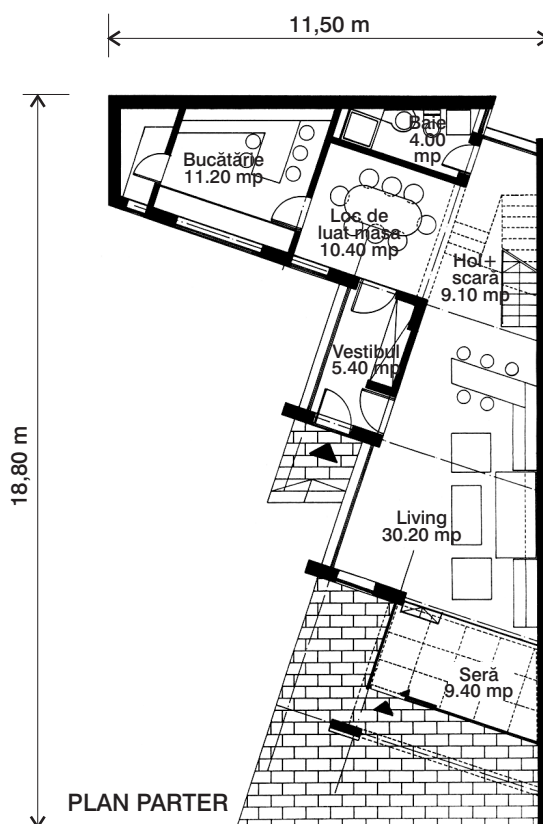 11,50 m
Baie
4.00
mp
Bucătărie
11.20 mp
Loc de
luat masa
10.40 mp
Hol+
scară
9.10 mp
Vestibul
5.40 mp
18,80 m
Living
30.20 mp
Seră
9.40 mp
PLAN PARTER